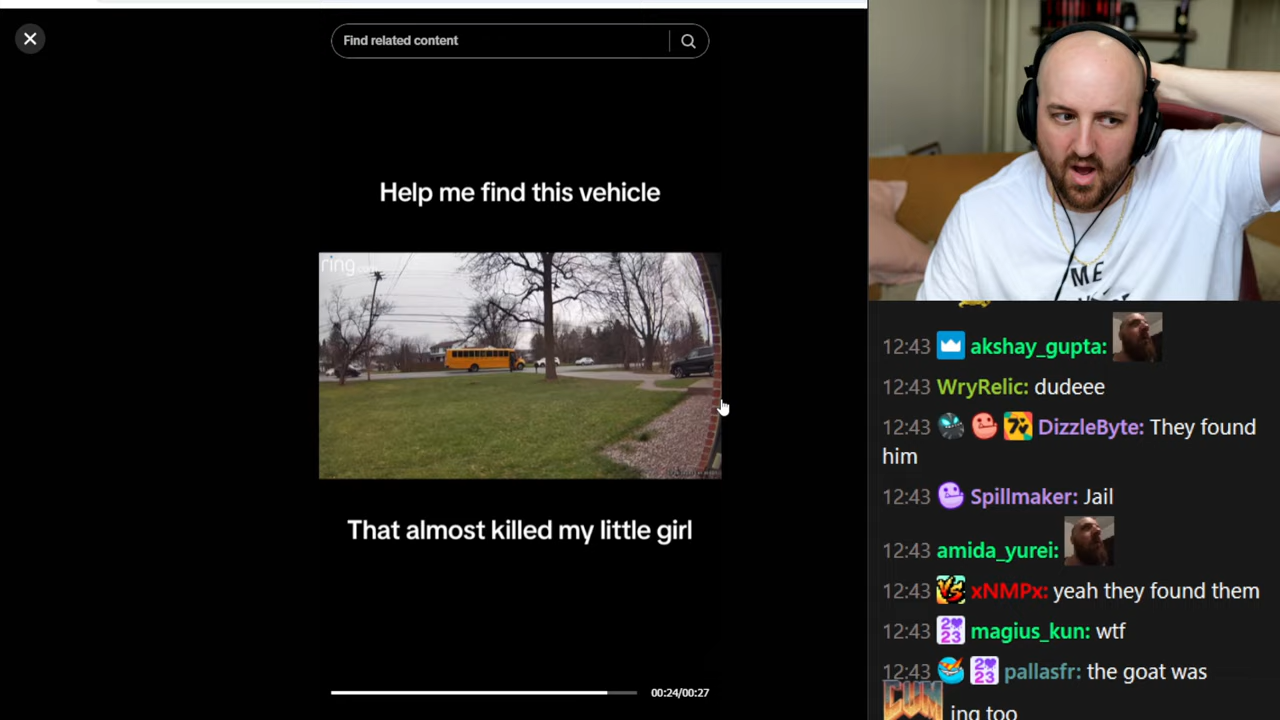 Find related content
Help me find this vehicle
ring
That almost killed my little girl
00:24/00:27
ME
12:43 akshay_gupta:
12:43 WryRelic: dudeee
12:43 DizzleByte: They found
him
12:43 Spillmaker: Jail
12:43 amida_yurei:
12:43 xNMPx: yeah they found them
12:43 magius_kun: wtf
12:43 pallasfr: the goat was
CUM
ing too